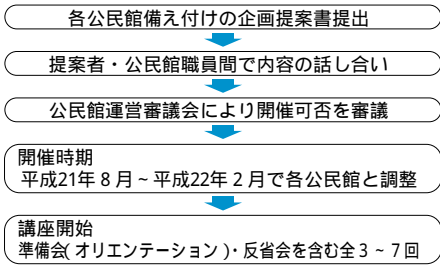 各公民館備え付けの企画提案書提出
提案者・公民館職員間で内容の話し合い
公民館運営審議会により開催可否を審議
開催時期
平成21年8月~平成22年2月で各公民館と調整
講座開始
準備会(オリエンテーション)・反省会を含む全3~7回